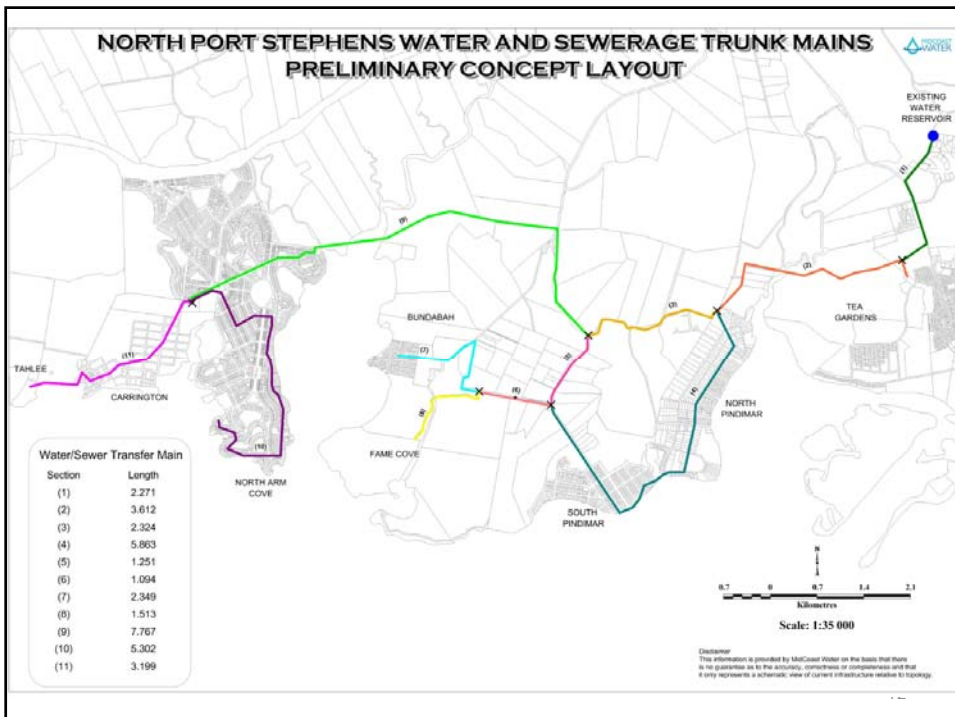 NORTH PORT STEPHENS WATER AND SEWERAGE TRUNK MAINS
PRELIMINARY CONCEPT LAYOUT
MIDCOAST
WATER
EXISTING
WATER
RESERVOIR
(1)
(9)
(2)
TEA
GARDENS
(3)
BUNDABAH
(7)
(5)
(6)
(4)
(8)
NORTH
PINDIMAR
TAHLEE
(11)
CARRINGTON
FAME COVE
(10)
NORTH ARM
COVE
SOUTH
PINDIMAR
Water/Sewer Transfer Main
Section Length
(1) 2.271
(2) 3.612
(3) 2.324
(4) 5.863
(5) 1.251
(6) 1.094
(7) 2.349
(8) 1.513
(9) 7.767
(10) 5.302
(11) 3.199
N
0.7 0 0.7 1.4 2.1
Kilometres
Scale: 1:35 000
Disclaimer
This information is provided by MidCoast Water on the basis that there
is no guarantee as to the accuracy, correctness or completeness and that
it only represents a schematic view of current infrastructure relative to topology.